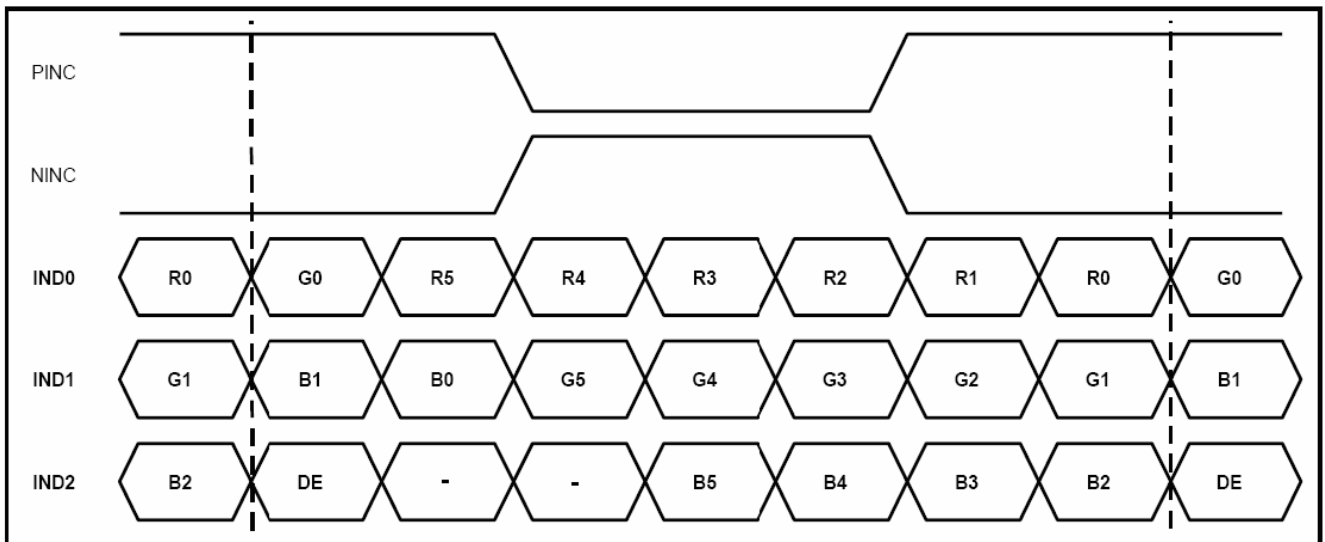 PINC
NINC
IND0 R0 G0 R5 R4 R3 R2 R1 R0 G0
IND1 G1 B1 B0 G5 G4 G3 G2 G1 B1
IND2 B2 DE - - B5 B4 B3 B2 DE